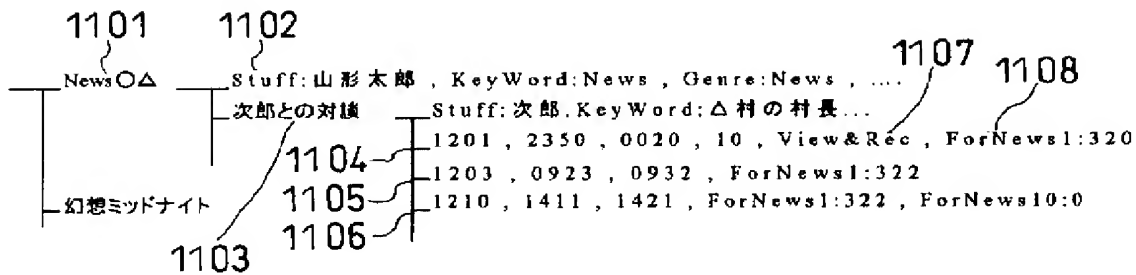 1101
1102
1107
1108
News○△
Stuff:山形太郎 , KeyWord:News , Genre:News , ....
次郎との対談
Stuff:次郎,KeyWord:△村の村長...
1104
1201 , 2350 , 0020 , 10 , View&Rec , ForNews1:320
1105
1203 , 0923 , 0932 , ForNews1:322
幻想ミッドナイト
1106
1210 , 1411 , 1421 , ForNews1:322 , ForNews10:0
1103